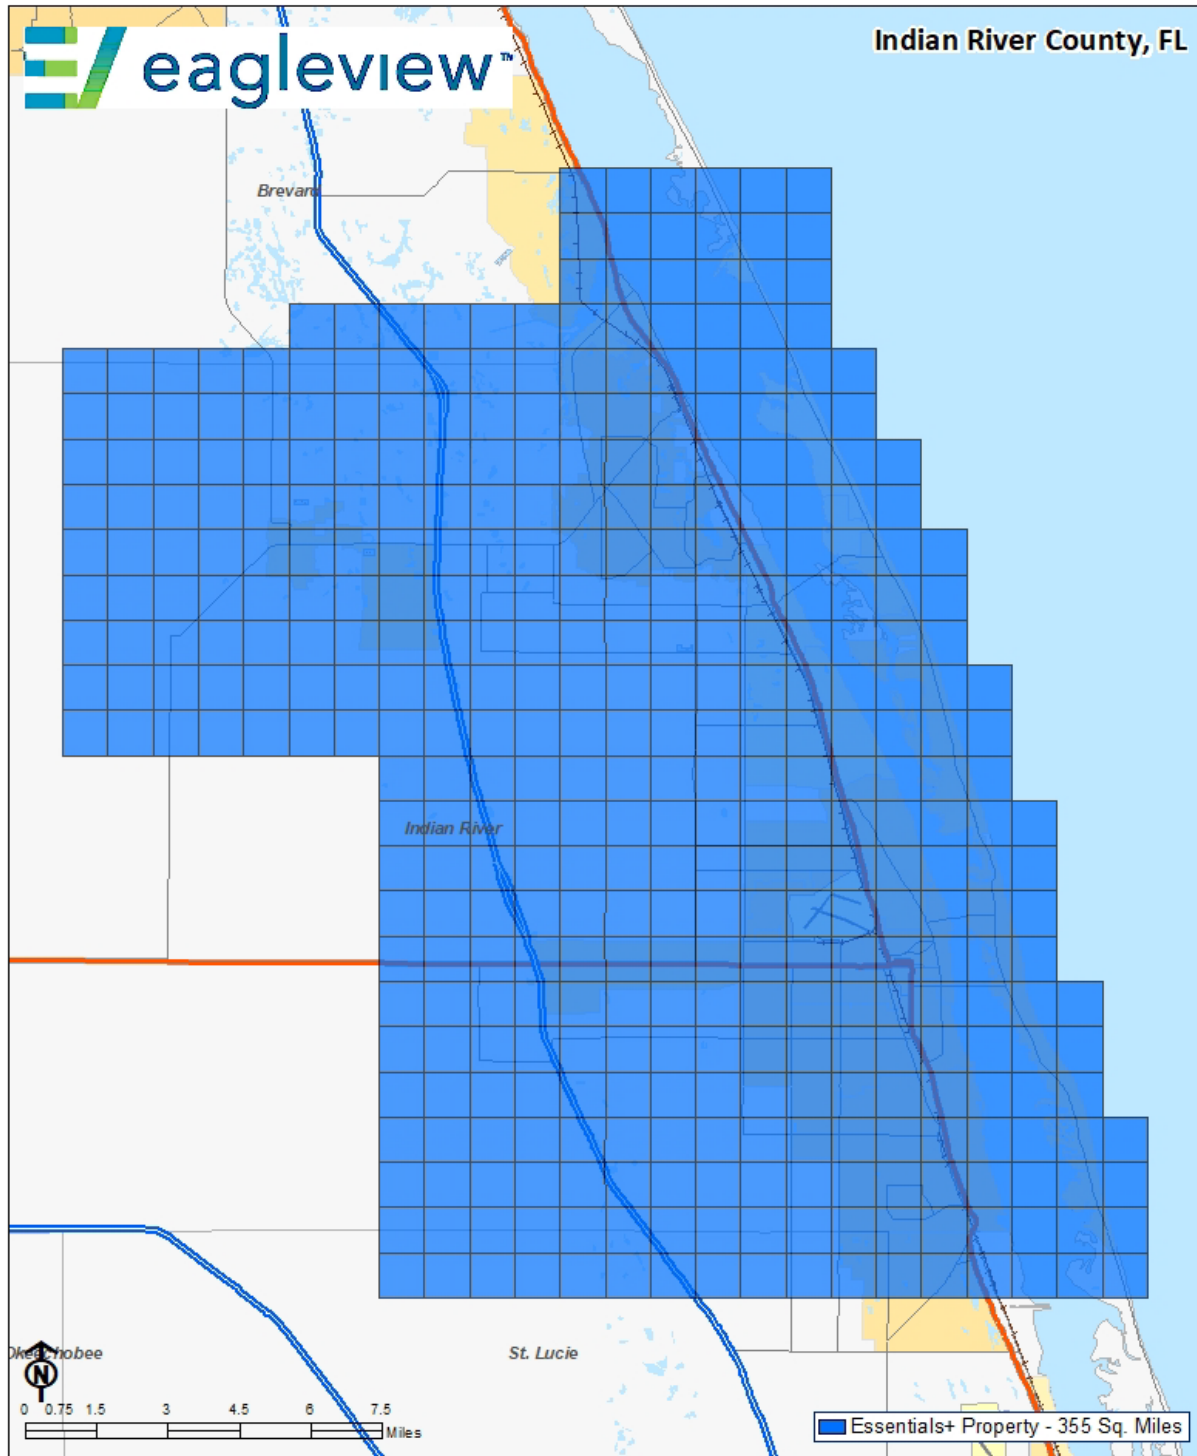 eagleview™
Indian River County, FL
Brevard
Indian River
Okeechobee
St. Lucie
N
0 0.75 1.5 3 4.5 6 7.5
Miles
Essentials+ Property - 355 Sq. Miles